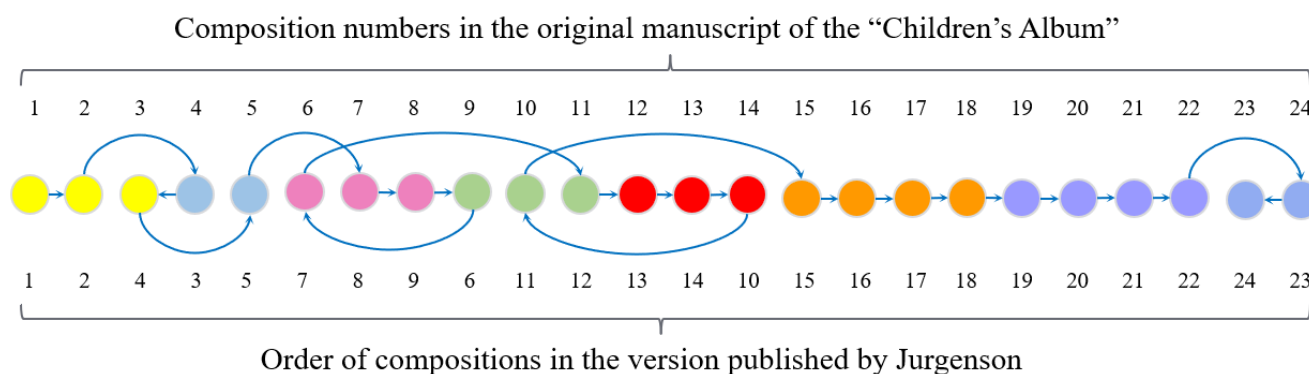 Composition numbers in the original manuscript of the “Children’s Album”
1 2 3 4 5 6 7 8 9 10 11 12 13 14 15 16 17 18 19 20 21 22 23 24
1 2 4 3 5 7 8 9 6 11 12 13 14 10 15 16 17 18 19 20 21 22 24 23
Order of compositions in the version published by Jurgenson